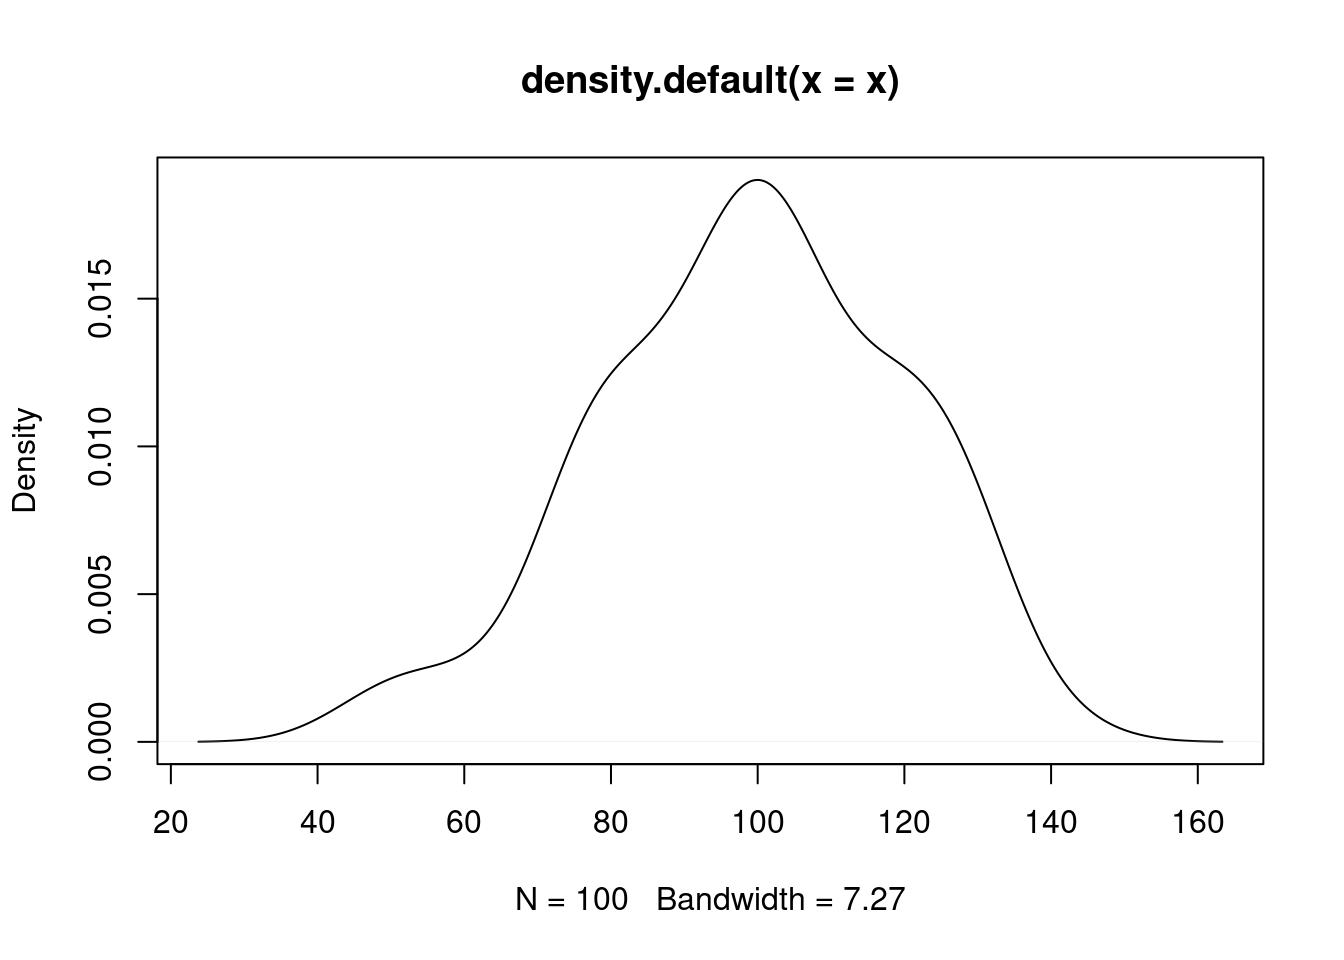 density.default(x = x)
Density
0.015
0.010
0.005
0.000
20 40 60 80 100 120 140 160
N = 100 Bandwidth = 7.27